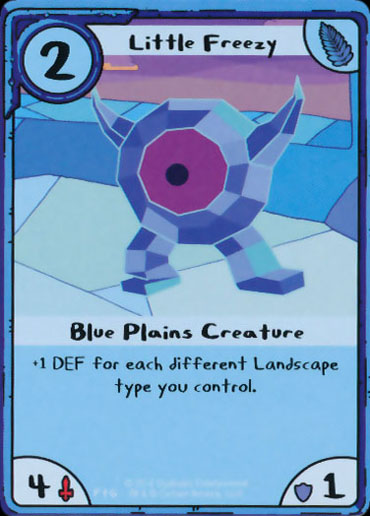 2
Little Freezy
Blue Plains Creature
+1 DEF for each different Landscape
type you control.
4
1